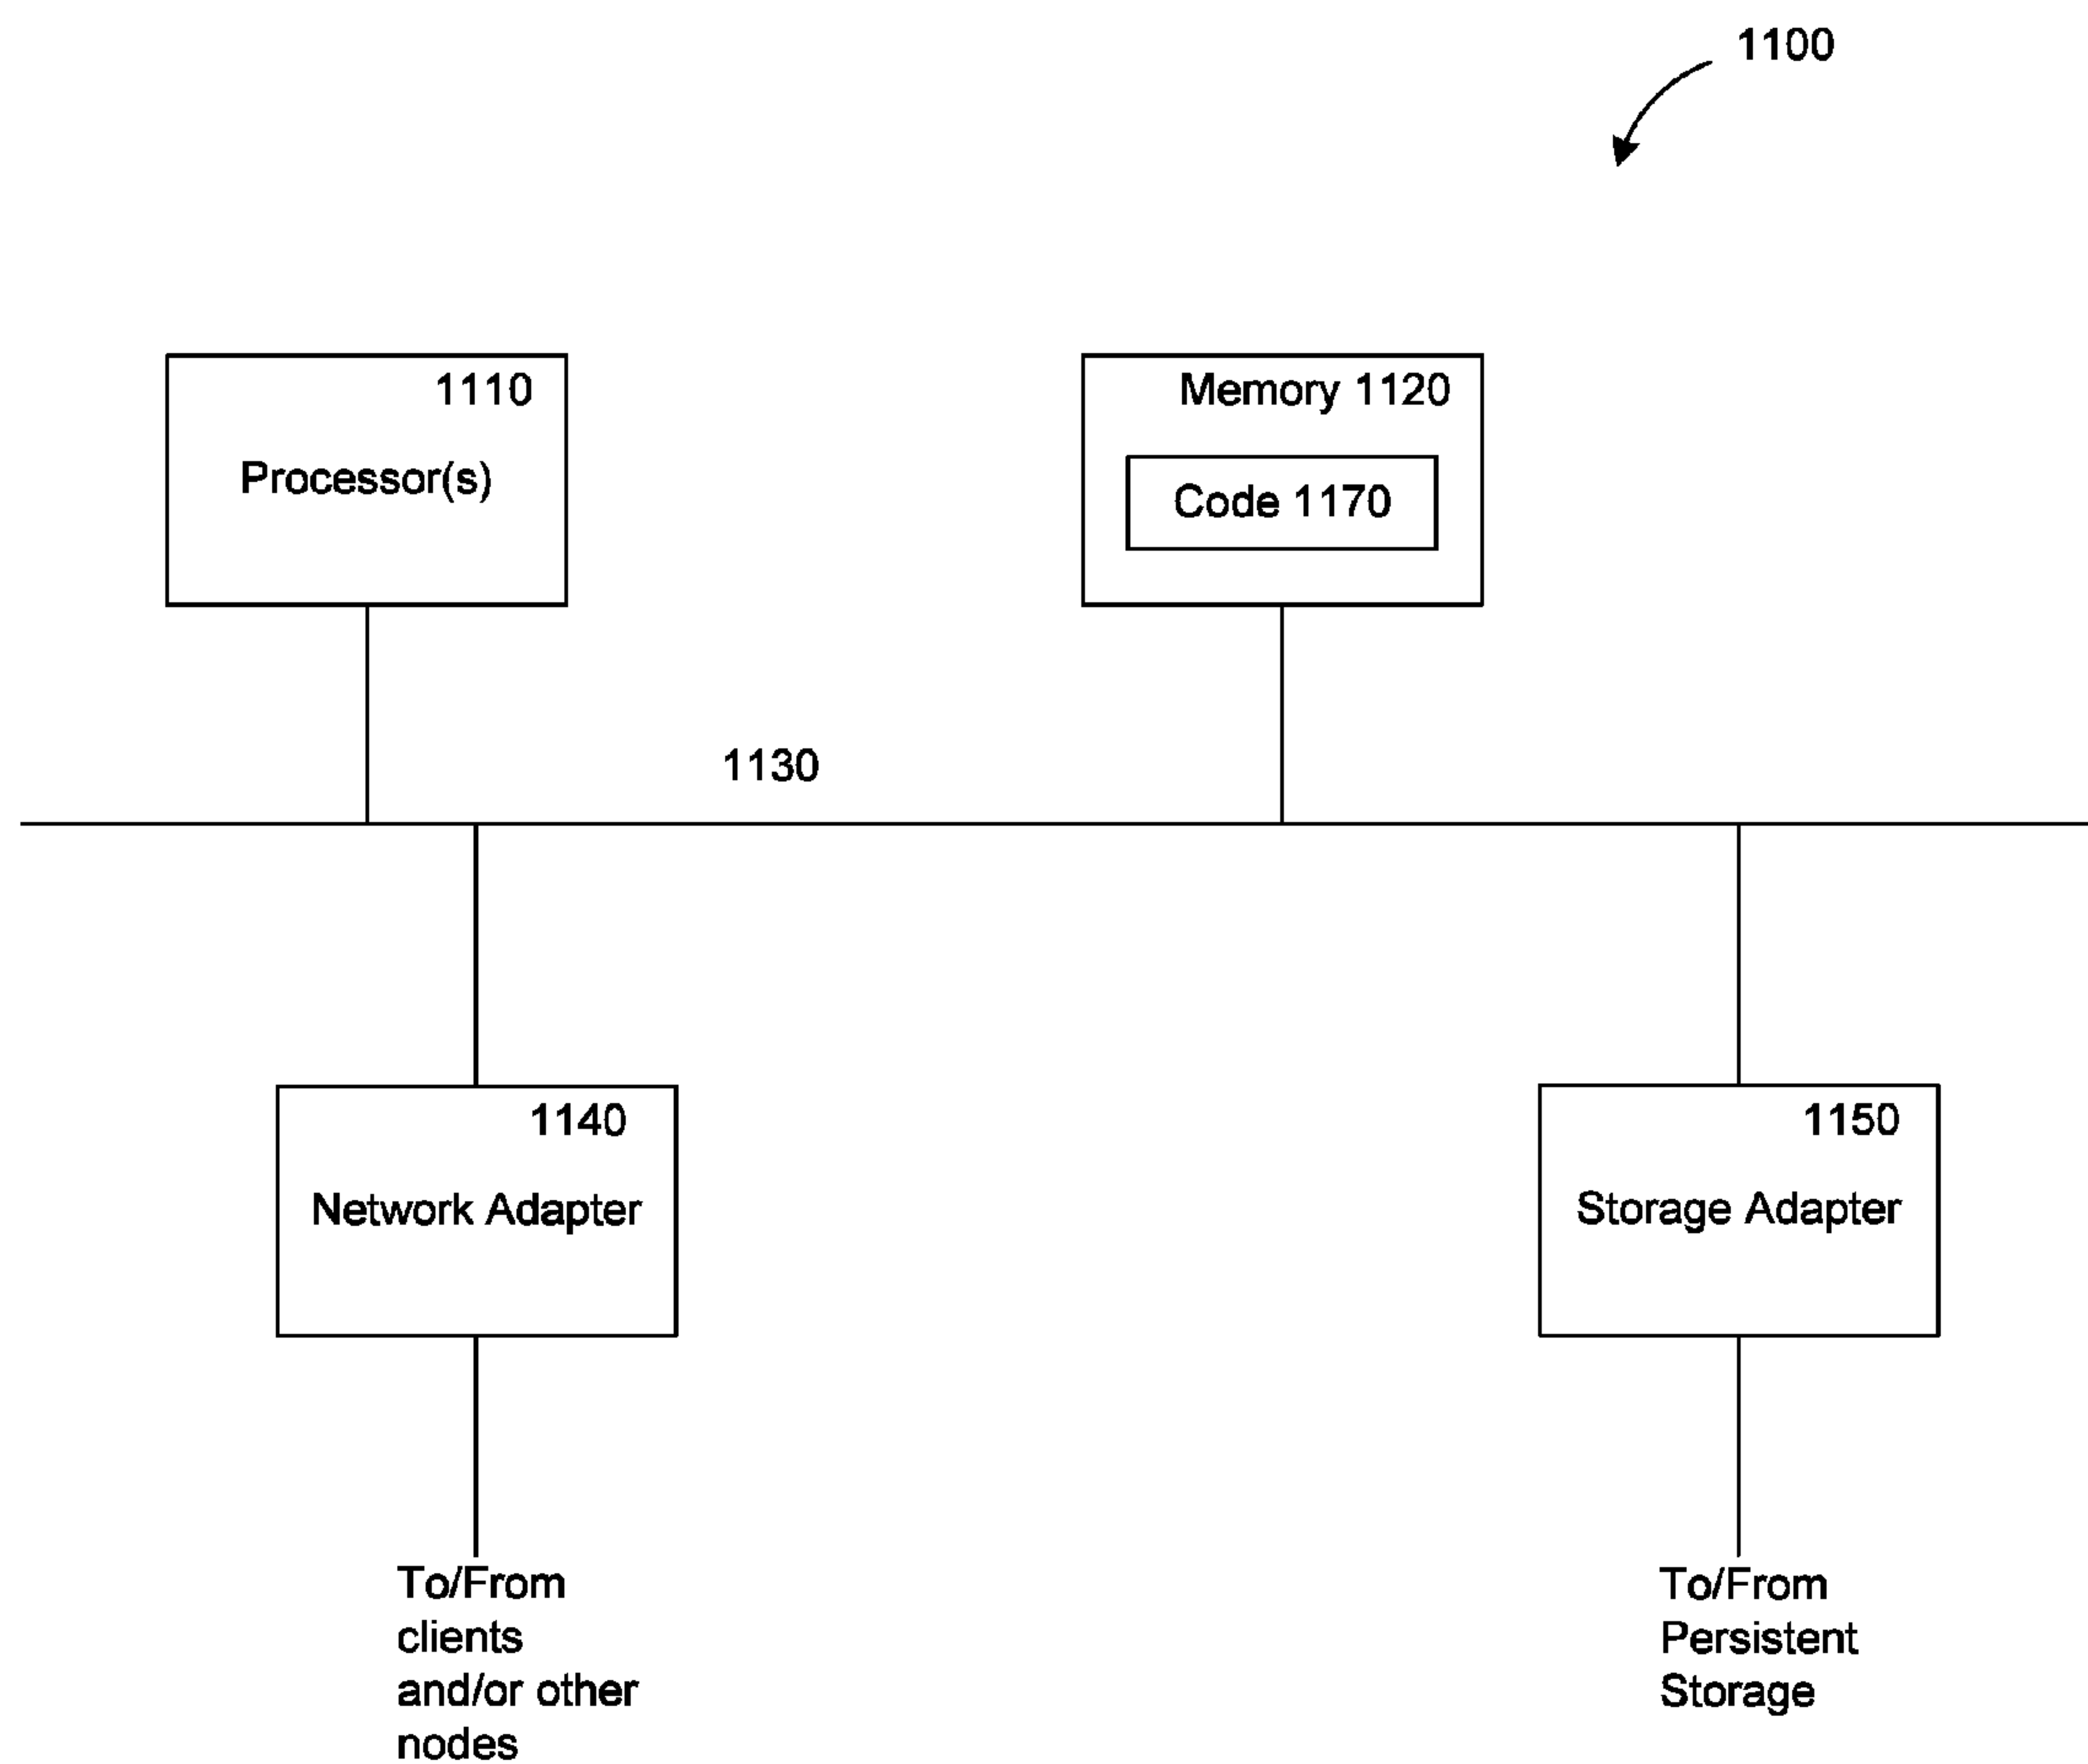 1100
1110
Processor(s)
Memory 1120
Code 1170
1130
1140
Network Adapter
1150
Storage Adapter
To/From
clients
and/or other
nodes
To/From
Persistent
Storage